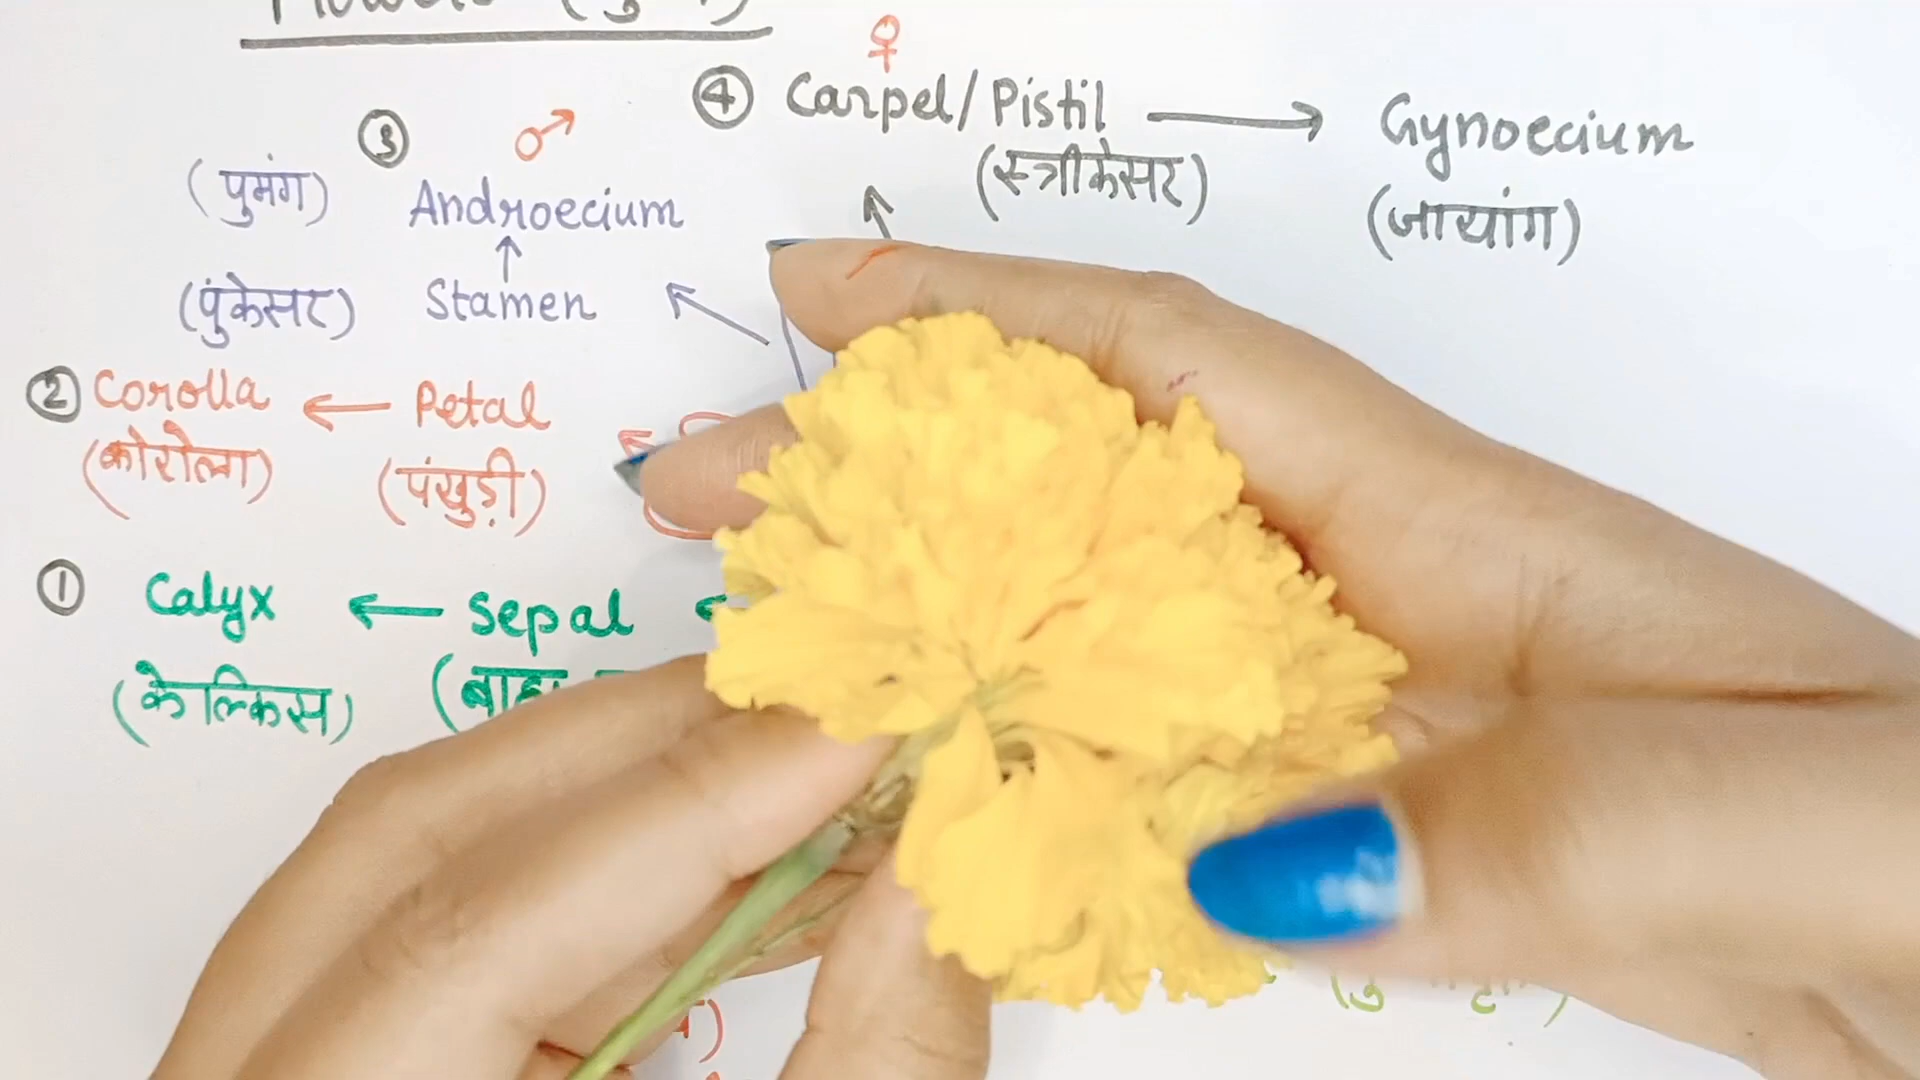 ④ Carpel/Pistil → Gynoecium
(स्त्रीकेसर) (जायांग)
③ ♂ ♀
(पुमंग) Androecium
↑
(पुंकेसर) Stamen
② Corolla ← Petal
(कोरोला) (पंखुड़ी)
① Calyx ← Sepal
(केल्किस) (बाह्य